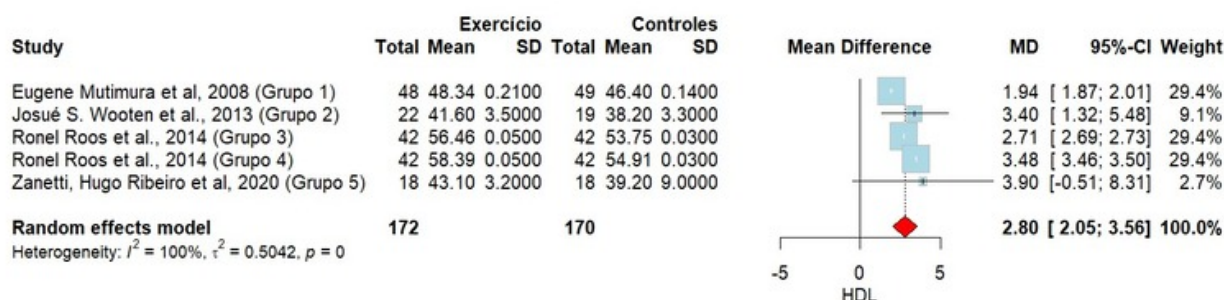 Exercício Controles
Study Total Mean SD Total Mean SD Mean Difference MD 95%-CI Weight
Eugene Mutimura et al, 2008 (Grupo 1) 48 48.34 0.2100 49 46.40 0.1400 1.94 [ 1.87; 2.01] 29.4%
Josué S. Wooten et al., 2013 (Grupo 2) 22 41.60 3.5000 19 38.20 3.3000 3.40 [ 1.32; 5.48] 9.1%
Ronel Roos et al., 2014 (Grupo 3) 42 56.46 0.0500 42 53.75 0.0300 2.71 [ 2.69; 2.73] 29.4%
Ronel Roos et al., 2014 (Grupo 4) 42 58.39 0.0500 42 54.91 0.0300 3.48 [ 3.46; 3.50] 29.4%
Zanetti, Hugo Ribeiro et al, 2020 (Grupo 5) 18 43.10 3.2000 18 39.20 9.0000 3.90 [-0.51; 8.31] 2.7%
Random effects model 172 170 2.80 [ 2.05; 3.56] 100.0%
Heterogeneity: I² = 100%, τ² = 0.5042, p = 0
-5 0 5
HDL